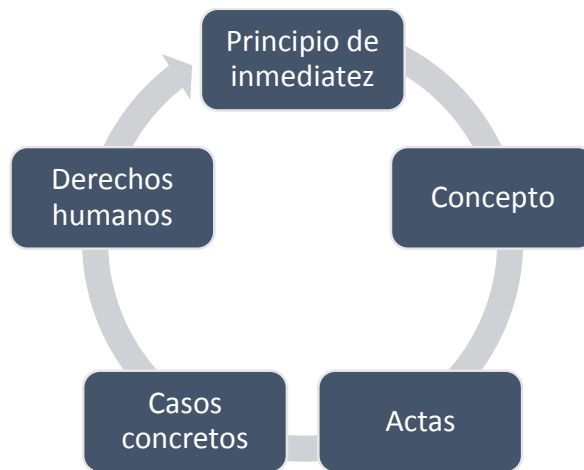 Principio de
inmediatez
Concepto
Actas
Casos
concretos
Derechos
humanos